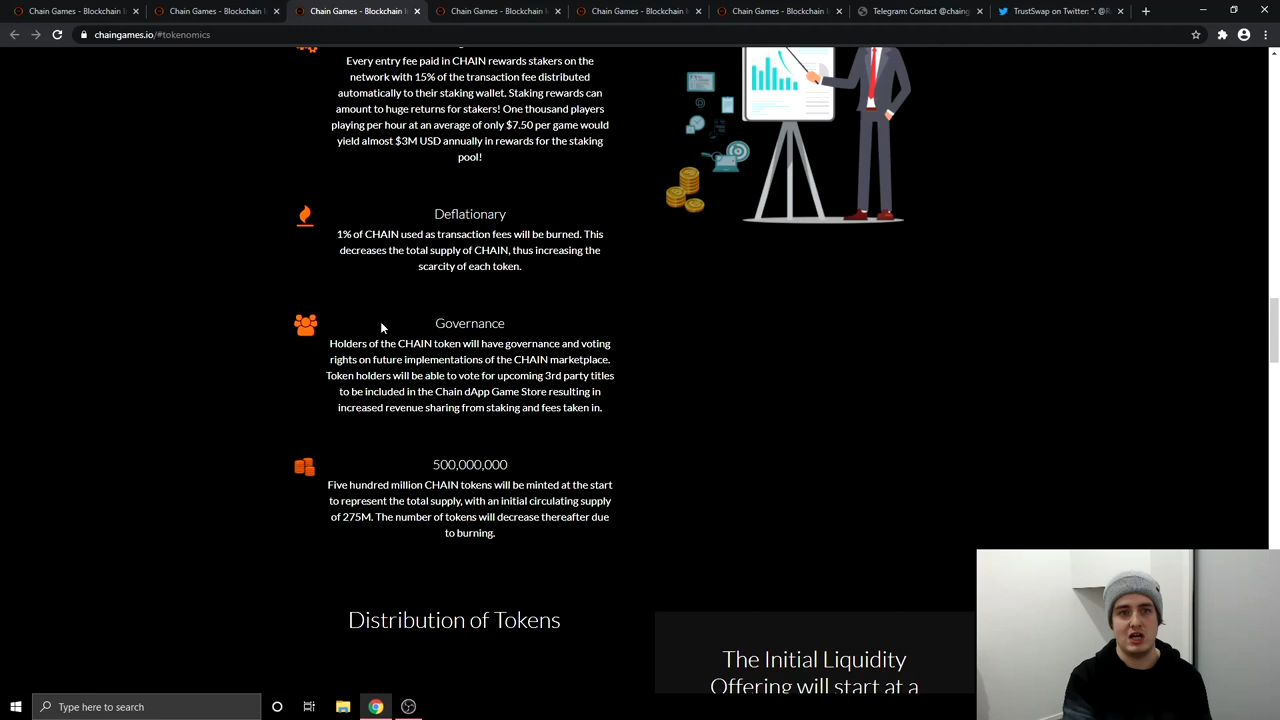 Chain Games - Blockchain I
Chain Games - Blockchain I
Chain Games - Blockchain I
Chain Games - Blockchain I
Chain Games - Blockchain I
Chain Games - Blockchain I
Telegram: Contact @chaing
TrustSwap on Twitter: ". @R
chaingames.io/#tokenomics
Every entry fee paid in CHAIN rewards stakers on the
network with 15% of the transaction fee distributed
automatically to their staking wallet. Staking rewards can
amount to huge returns for stakers! One thousand players
playing per hour at an average of only $7.50 per game would
yield almost $3M USD annually in rewards for the staking
pool!
Deflationary
1% of CHAIN used as transaction fees will be burned. This
decreases the total supply of CHAIN, thus increasing the
scarcity of each token.
Governance
Holders of the CHAIN token will have governance and voting
rights on future implementations of the CHAIN marketplace.
Token holders will be able to vote for upcoming 3rd party titles
to be included in the Chain dApp Game Store resulting in
increased revenue sharing from staking and fees taken in.
500,000,000
Five hundred million CHAIN tokens will be minted at the start
to represent the total supply, with an initial circulating supply
of 275M. The number of tokens will decrease thereafter due
to burning.
Distribution of Tokens
The Initial Liquidity
Offering will start at a
Type here to search